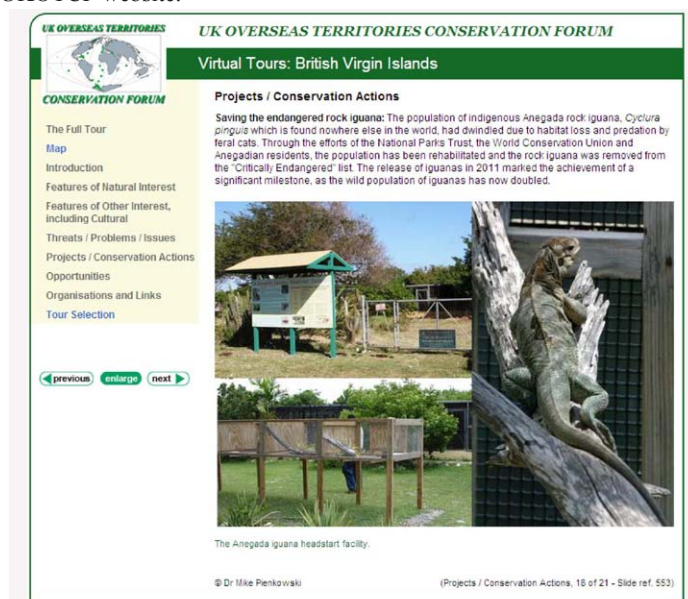 UKOTCF website.
UK OVERSEAS TERRITORIES
CONSERVATION FORUM
UK OVERSEAS TERRITORIES CONSERVATION FORUM
Virtual Tours: British Virgin Islands
The Full Tour
Map
Introduction
Features of Natural Interest
Features of Other Interest,
including Cultural
Threats / Problems / Issues
Projects / Conservation Actions
Opportunities
Organisations and Links
Tour Selection
previous enlarge next
Projects / Conservation Actions
Saving the endangered rock iguana: The population of indigenous Anegada rock iguana, Cyclura
pinguis which is found nowhere else in the world, had dwindled due to habitat loss and predation by
feral cats. Through the efforts of the National Parks Trust, the World Conservation Union and
Anegadian residents, the population has been rehabilitated and the rock iguana was removed from
the "Critically Endangered" list. The release of iguanas in 2011 marked the achievement of a
significant milestone, as the wild population of iguanas has now doubled.
The Anegada iguana headstart facility.
© Dr Mike Pienkowski
(Projects / Conservation Actions, 18 of 21 - Slide ref. 553)